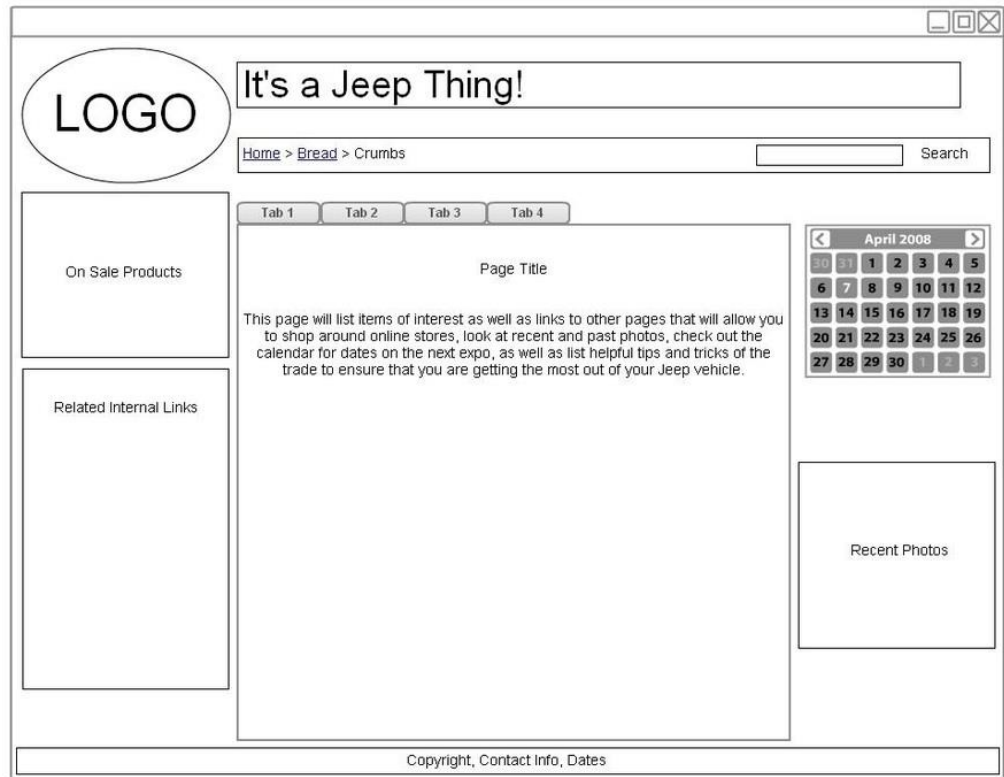 LOGO
It's a Jeep Thing!
Home > Bread > Crumbs
Search
On Sale Products
Related Internal Links
Tab 1 Tab 2 Tab 3 Tab 4
Page Title
This page will list items of interest as well as links to other pages that will allow you
to shop around online stores, look at recent and past photos, check out the
calendar for dates on the next expo, as well as list helpful tips and tricks of the
trade to ensure that you are getting the most out of your Jeep vehicle.
April 2008
30 31 1 2 3 4 5
6 7 8 9 10 11 12
13 14 15 16 17 18 19
20 21 22 23 24 25 26
27 28 29 30 1 2 3
Recent Photos
Copyright, Contact Info, Dates